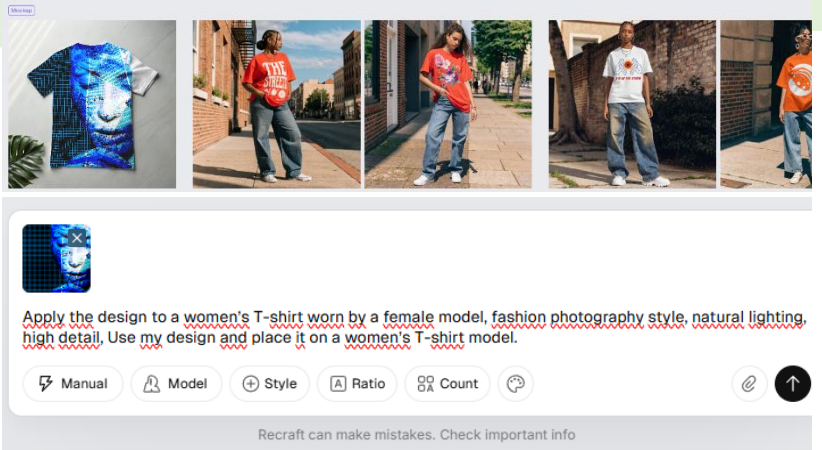 Mockup
THE
STREETS
Apply the design to a women's T-shirt worn by a female model, fashion photography style, natural lighting,
high detail, Use my design and place it on a women's T-shirt model.
Manual
Model
Style
Ratio
Count
Recraft can make mistakes. Check important info